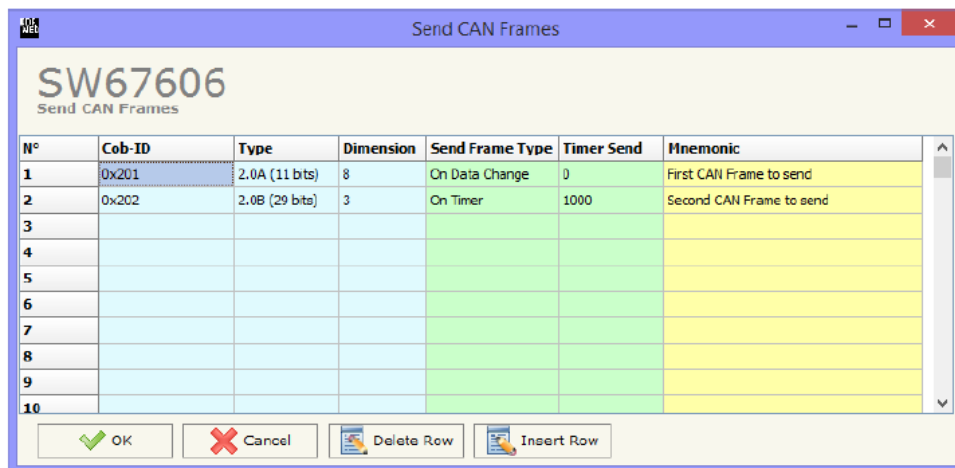 Send CAN Frames
SW67606
Send CAN Frames
N° Cob-ID Type Dimension Send Frame Type Timer Send Mnemonic
1 0x201 2.0A (11 bits) 8 On Data Change 0 First CAN Frame to send
2 0x202 2.0B (29 bits) 3 On Timer 1000 Second CAN Frame to send
3
4
5
6
7
8
9
10
OK Cancel Delete Row Insert Row